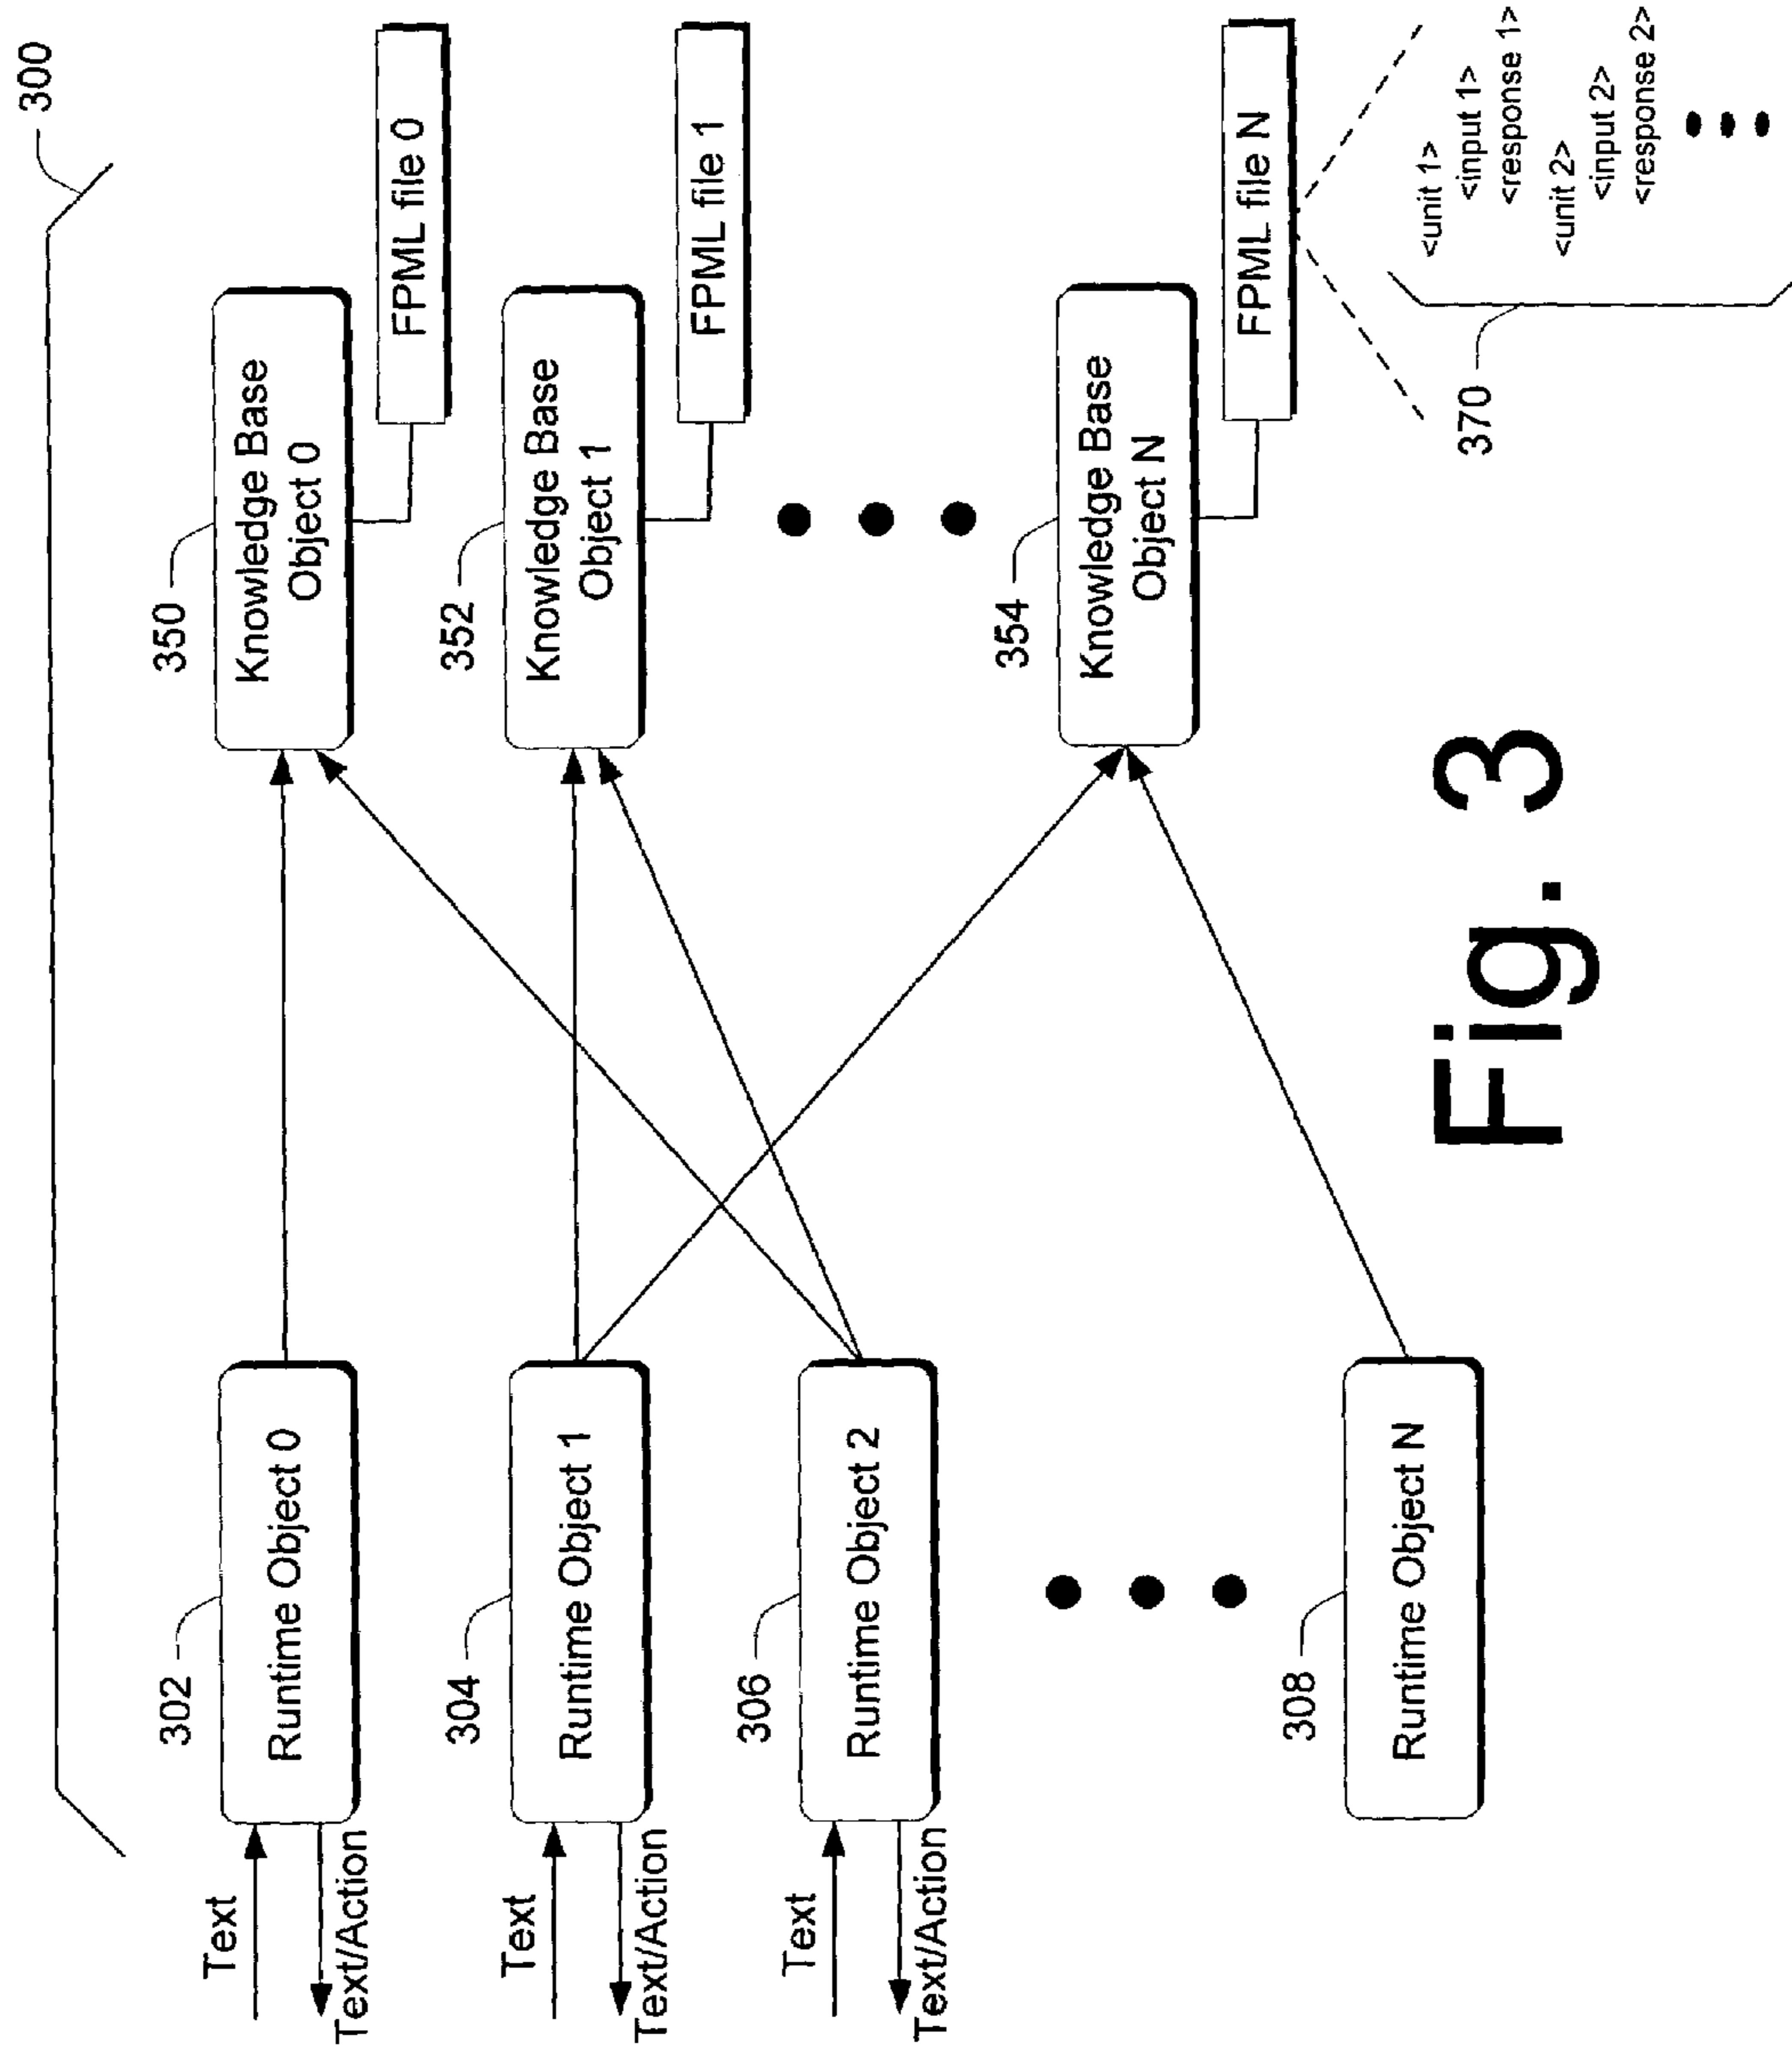 300
350
Knowledge Base
Object 0
FPML file 0
302
Text
Text/Action
Runtime Object 0
352
Knowledge Base
Object 1
FPML file 1
304
Text
Text/Action
Runtime Object 1
306
Text
Text/Action
Runtime Object 2
354
Knowledge Base
Object N
FPML file N
308
Runtime Object N
370
<unit 1>
<input 1>
<response 1>
<unit 2>
<input 2>
<response 2>
Fig. 3